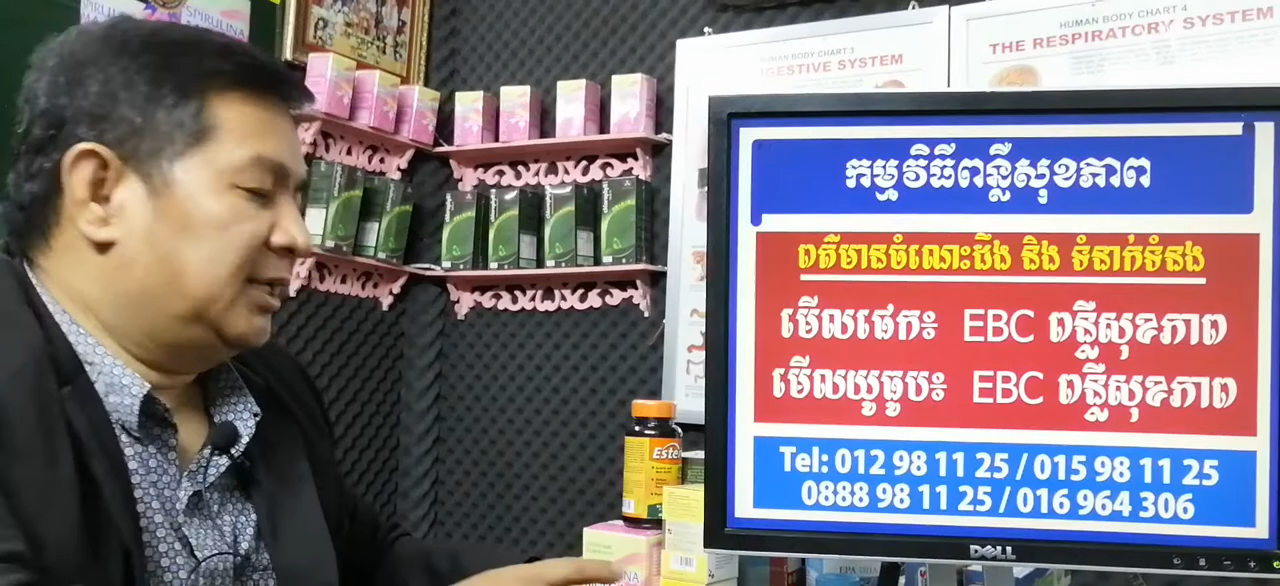 SPIRULINA
HUMAN BODY CHART 3
DIGESTIVE SYSTEM
HUMAN BODY CHART 4
THE RESPIRATORY SYSTEM
កម្មវិធីពន្លឺសុខភាព
ពត៌មានចំណេះដឹង និង ទំនាក់ទំនង
មើលផេក៖ EBC ពន្លឺសុខភាព
មើលយូធូប៖ EBC ពន្លឺសុខភាព
Tel: 012 98 11 25 / 015 98 11 25
0888 98 11 25 / 016 964 306
DELL
Ester